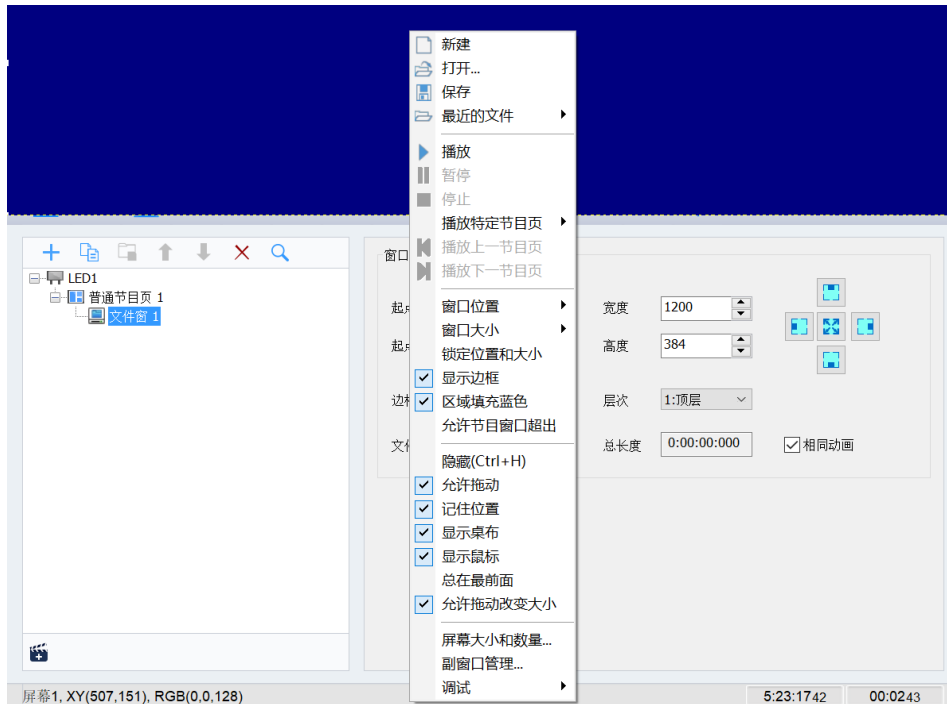 新建
打开...
保存
最近的文件
播放
暂停
停止
播放特定节目页
播放上一节目页
播放下一节目页
窗口位置
窗口大小
锁定位置和大小
显示边框
区域填充蓝色
允许节目窗口超出
隐藏(Ctrl+H)
允许拖动
记住位置
显示桌布
显示鼠标
总在最前面
允许拖动改变大小
屏幕大小和数量...
副窗口管理...
调试
LED1
普通节目页 1
文件窗 1
窗口
起
宽度 1200
起
高度 384
边
层次 1:顶层
文
总长度 0:00:00:000 相同动画
屏幕1, XY(507,151), RGB(0,0,128) 5:23:1742 00:0243